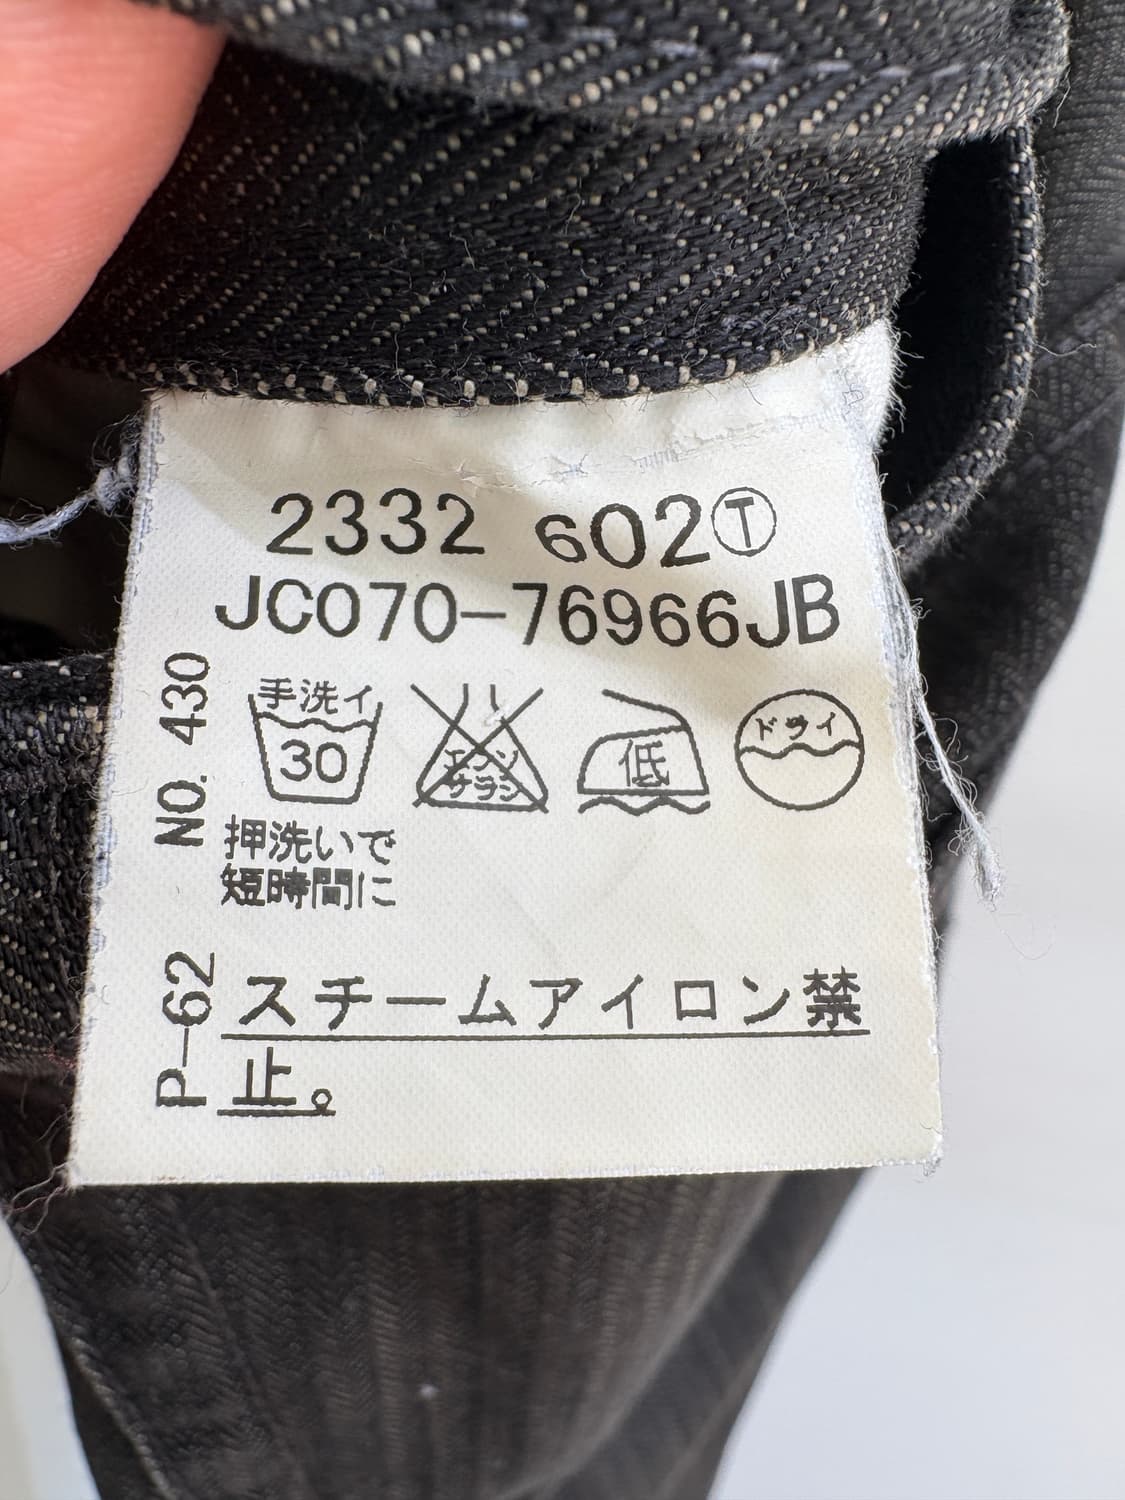 2332 602Ⓣ
JC070-76966JB
NO. 430
手洗イ
30
エンソ
サラシ
低
ドライ
押洗いで
短時間に
P-62
スチームアイロン禁
止。